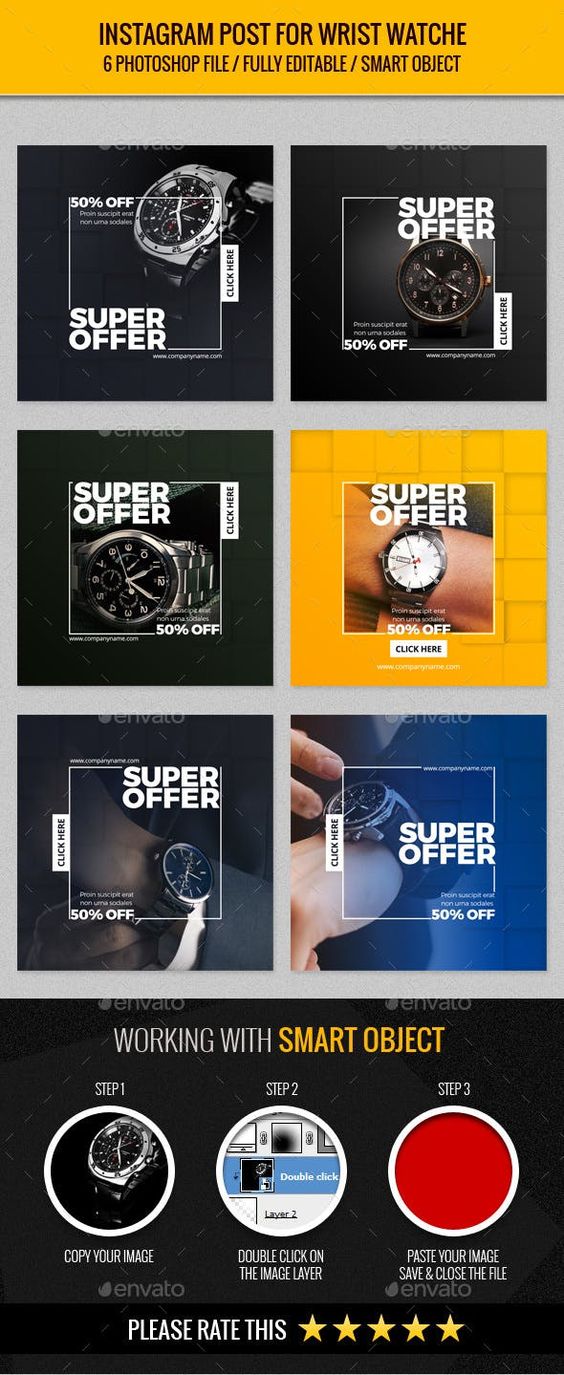 INSTAGRAM POST FOR WRIST WATCHE
6 PHOTOSHOP FILE / FULLY EDITABLE / SMART OBJECT
envato
envato
50% OFF
Proin suscipit erat
non urna sodales
CLICK HERE
SUPER
OFFER
www.companyname.com
SUPER
OFFER
CLICK HERE
Proin suscipit erat
non urna sodales
50% OFF
www.companyname.com
envato
envato
SUPER
OFFER
CLICK HERE
Proin suscipit erat
non urna sodales
50% OFF
www.companyname.com
SUPER
OFFER
Proin suscipit erat
non urna sodales
50% OFF
CLICK HERE
www.companyname.com
envato
envato
www.companyname.com
SUPER
OFFER
CLICK HERE
Proin suscipit erat
non urna sodales
50% OFF
www.companyname.com
CLICK HERE
SUPER
OFFER
Proin suscipit erat
non urna sodales
50% OFF
envato
envato
WORKING WITH SMART OBJECT
STEP 1
STEP 2
STEP 3
Double click
Layer 2
COPY YOUR IMAGE
DOUBLE CLICK ON
THE IMAGE LAYER
PASTE YOUR IMAGE
SAVE & CLOSE THE FILE
envato
envato
PLEASE RATE THIS